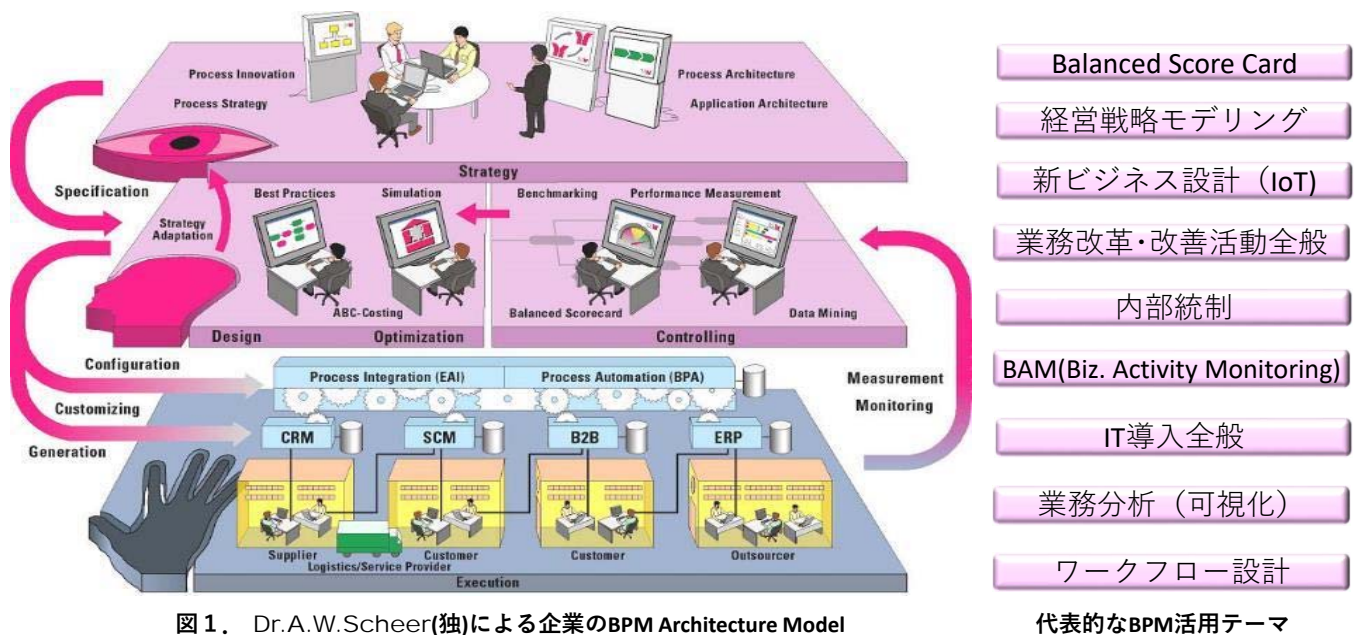 Process Innovation
Process Strategy
Process Architecture
Application Architecture
Strategy
Specification
Strategy
Adaptation
Best Practices
Simulation
ABC-Costing
Design
Optimization
Benchmarking
Performance Measurement
Balanced Scorecard
Data Mining
Controlling
Configuration
Customizing
Generation
Process Integration (EAI)
Process Automation (BPA)
Measurement
Monitoring
CRM
SCM
B2B
ERP
Supplier
Logistics/Service Provider
Customer
Customer
Outsourcer
Execution
図１. Dr.A.W.Scheer(独)による企業のBPM Architecture Model
Balanced Score Card
経営戦略モデリング
新ビジネス設計（IoT)
業務改革・改善活動全般
内部統制
BAM(Biz. Activity Monitoring)
IT導入全般
業務分析（可視化）
ワークフロー設計
代表的なBPM活用テーマ